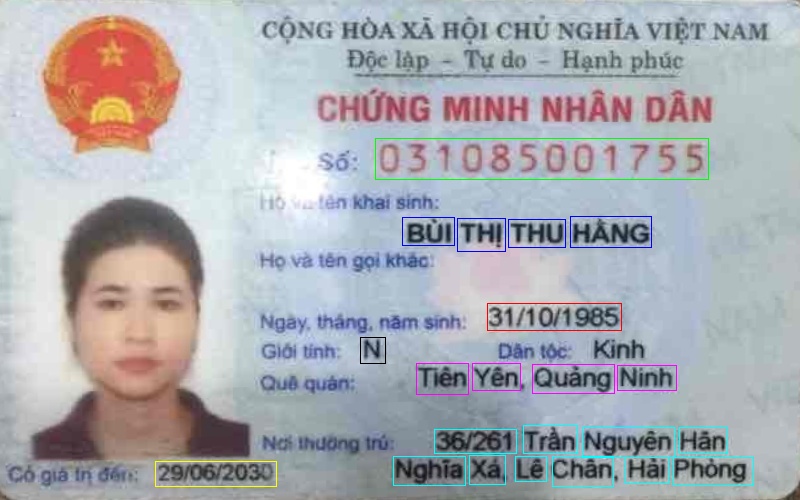 CỘNG HÒA XÃ HỘI CHỦ NGHĨA VIỆT NAM
Độc lập - Tự do - Hạnh phúc
CHỨNG MINH NHÂN DÂN
Số: 031085001755
Họ và tên khai sinh:
BÙI THỊ THU HẰNG
Họ và tên gọi khác:
Ngày, tháng, năm sinh: 31/10/1985
Giới tính: N Dân tộc: Kinh
Quê quán: Tiên Yên, Quảng Ninh
Nơi thường trú: 36/261 Trần Nguyên Hãn
Nghĩa Xá, Lê Chân, Hải Phòng
Có giá trị đến: 29/06/2030